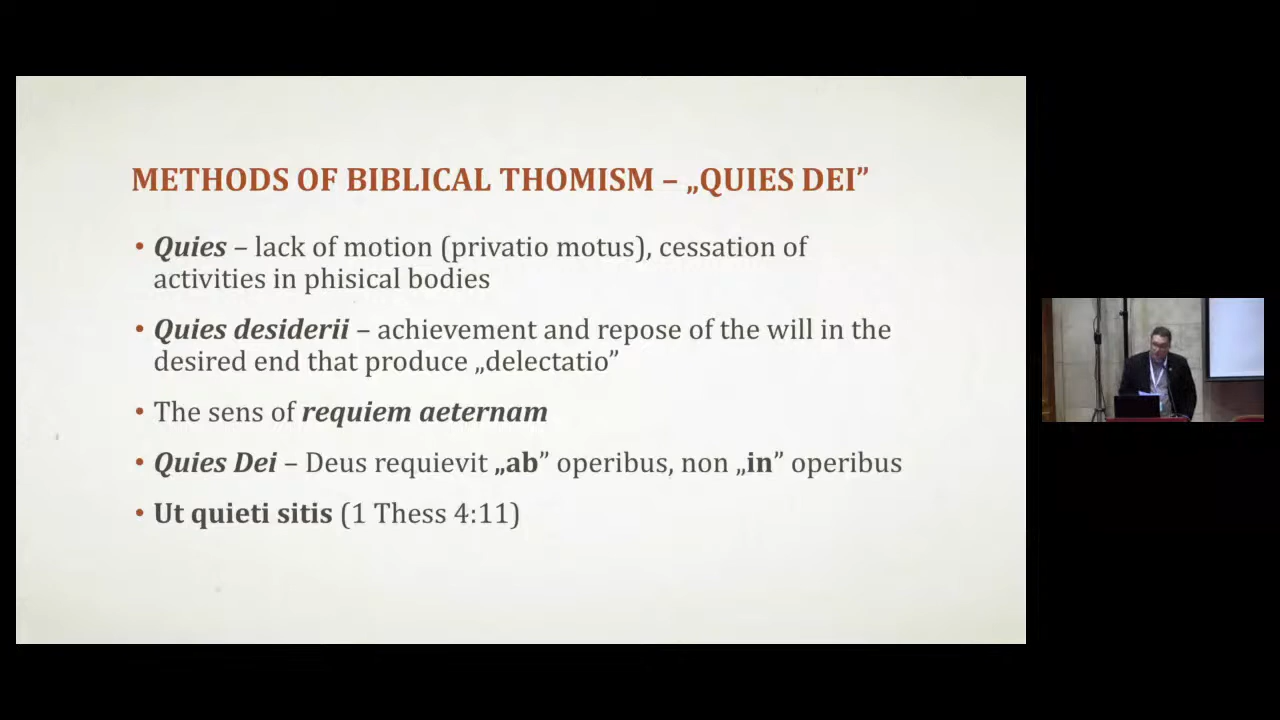 METHODS OF BIBLICAL THOMISM – „QUIES DEI”
• Quies – lack of motion (privatio motus), cessation of
activities in phisical bodies
• Quies desiderii – achievement and repose of the will in the
desired end that produce „delectatio”
• The sens of requiem aeternam
• Quies Dei – Deus requievit „ab” operibus, non „in” operibus
• Ut quieti sitis (1 Thess 4:11)